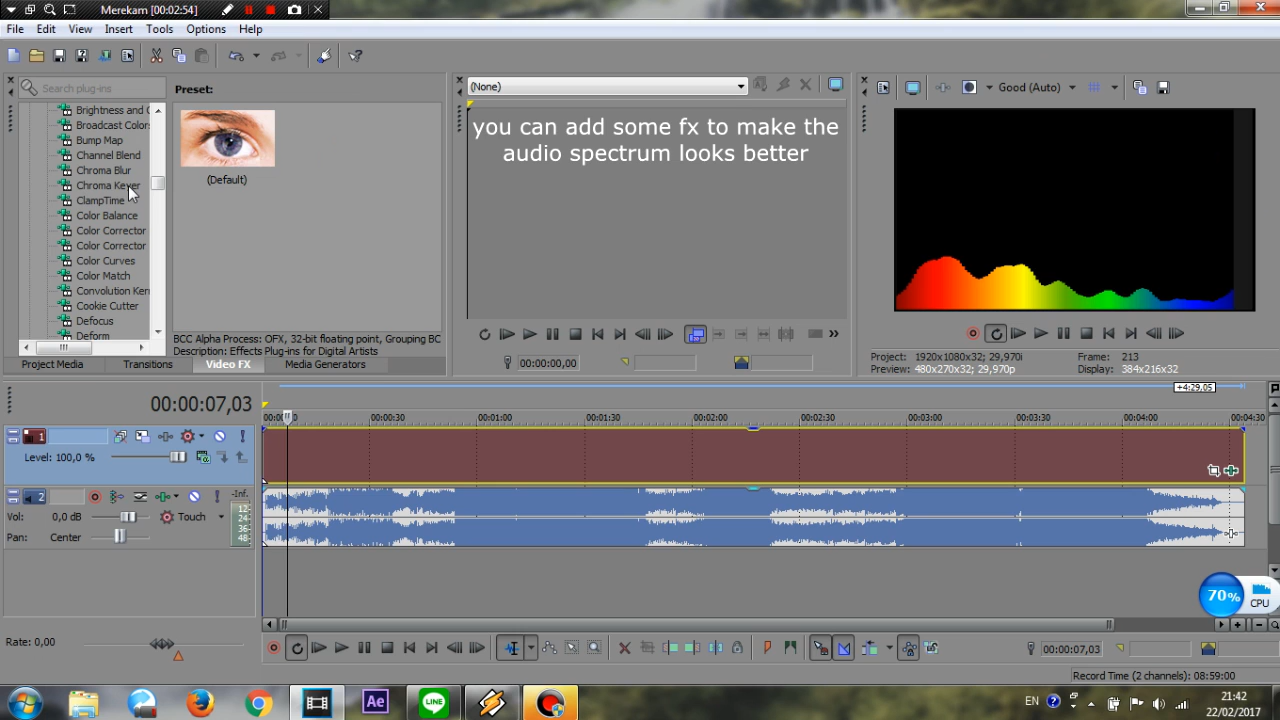 Merekam [00:02:54]
File Edit View Insert Tools Options Help
Search plug-ins
Preset:
Brightness and C
Broadcast Colors
Bump Map
Channel Blend
Chroma Blur
Chroma Keyer
ClampTime
Color Balance
Color Corrector
Color Corrector
Color Curves
Color Match
Convolution Ker
Cookie Cutter
Defocus
Deform
(Default)
BCC Alpha Process: OFX, 32-bit floating point, Grouping BC
Description: Effects Plug-ins for Digital Artists
Project Media Transitions Video FX Media Generators
(None)
you can add some fx to make the
audio spectrum looks better
00:00:00,00
Good (Auto)
Project: 1920x1080x32; 29,970i
Preview: 480x270x32; 29,970p
Frame: 213
Display: 384x216x32
+4:29,05
00:00:07,03
00:00:30 00:01:00 00:01:30 00:02:00 00:02:30 00:03:00 00:03:30 00:04:00 00:04:30
1
Level: 100,0 %
2
-Inf.
Vol: 0,0 dB Touch
Pan: Center
12-
24-
36-
48-
70% CPU
Rate: 0,00
00:00:07,03
Record Time (2 channels): 08:59:00
Ae
LINE
EN
21:42
22/02/2017